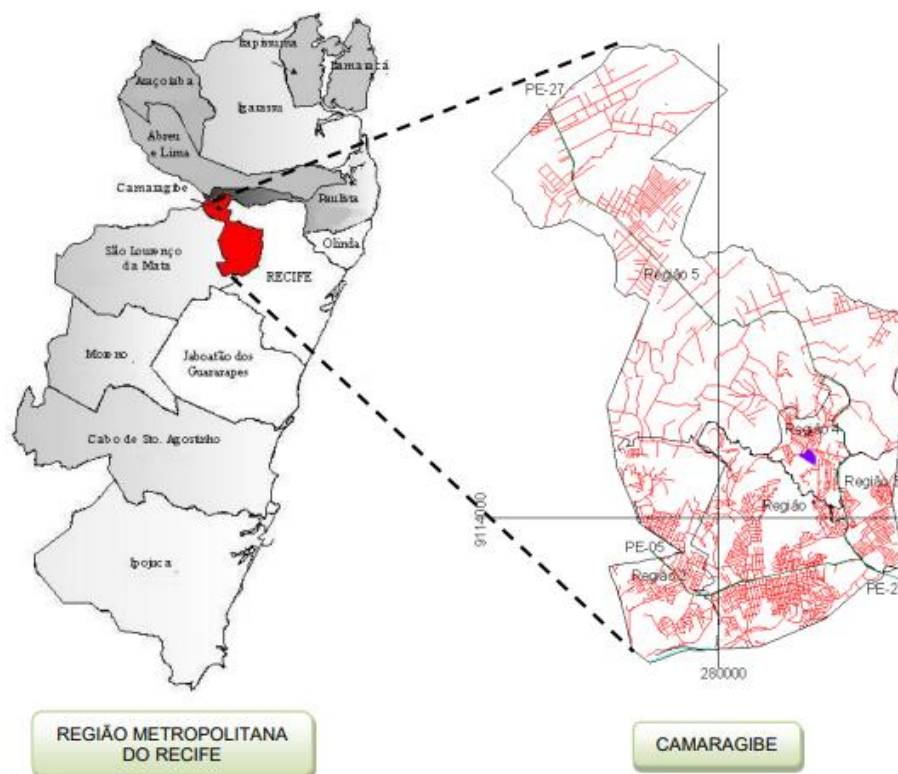 Itapissuma
Itamaracá
Araçoiaba
Igarassu
Abreu
e Lima
Camaragibe
Paulista
Olinda
São Lourenço
da Mata
RECIFE
Moreno
Jaboatão dos
Guararapes
Cabo de Sto. Agostinho
Ipojuca
REGIÃO METROPOLITANA
DO RECIFE
PE-27
Região 5
Região 4
Região
Região
9114000
PE-05
Região 2
PE-2
280000
CAMARAGIBE